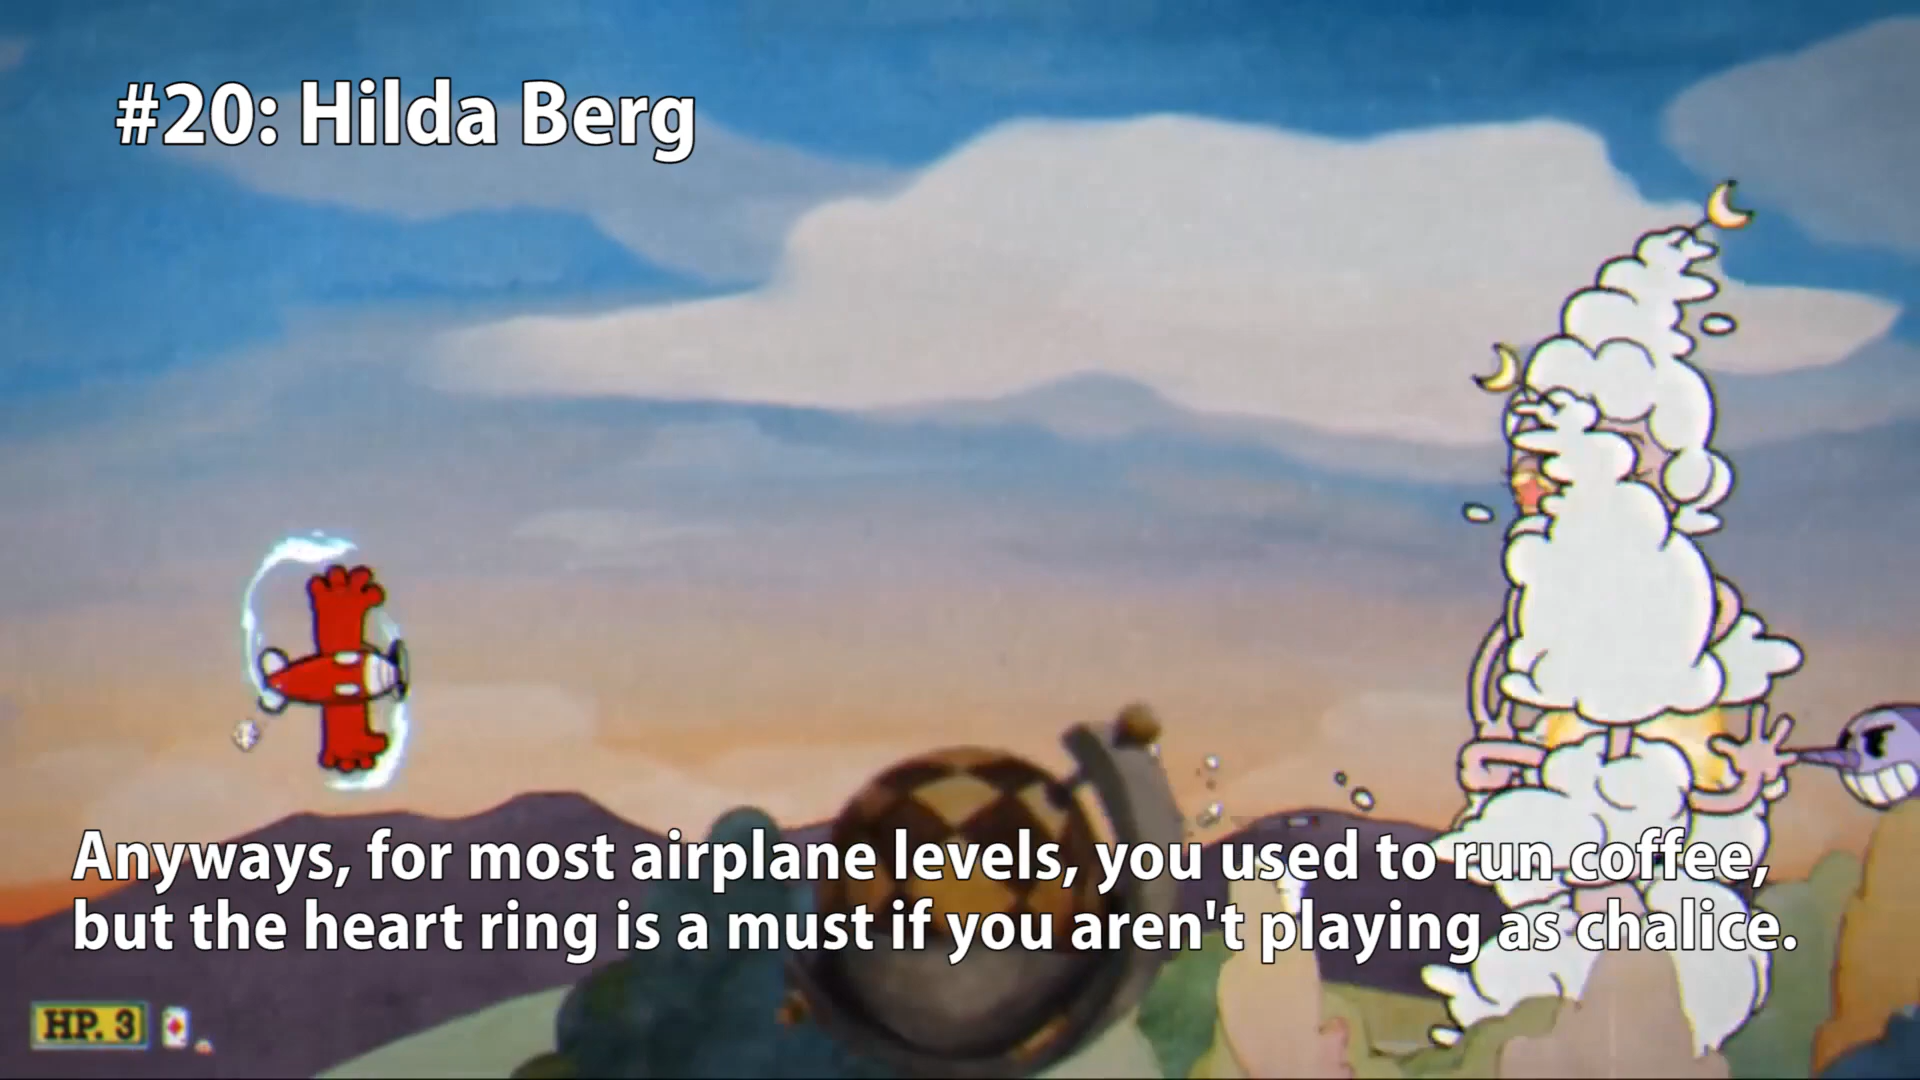 #20: Hilda Berg
Anyways, for most airplane levels, you used to run coffee,
but the heart ring is a must if you aren't playing as chalice.
HP. 3